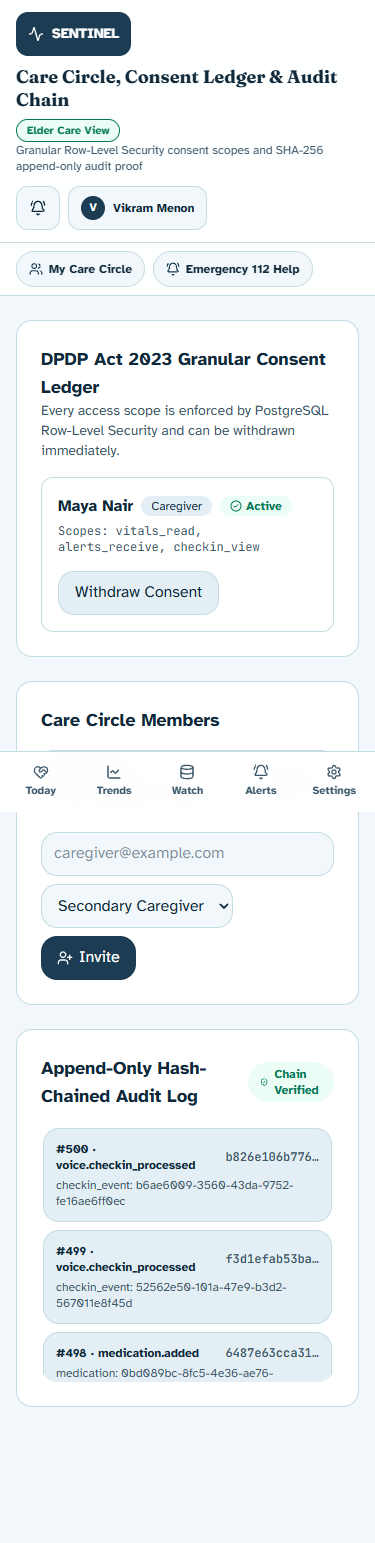 SENTINEL
Care Circle, Consent Ledger & Audit
Chain
Elder Care View
Granular Row-Level Security consent scopes and SHA-256
append-only audit proof
V
Vikram Menon
My Care Circle
Emergency 112 Help
DPDP Act 2023 Granular Consent
Ledger
Every access scope is enforced by PostgreSQL
Row-Level Security and can be withdrawn
immediately.
Maya Nair
Caregiver
Active
Scopes: vitals_read,
alerts_receive, checkin_view
Withdraw Consent
Care Circle Members
Today
Trends
Watch
Alerts
Settings
caregiver@example.com
Secondary Caregiver
Invite
Append-Only Hash-
Chained Audit Log
Chain
Verified
#500 ·
voice.checkin_processed
b826e106b776…
checkin_event: b6ae6009-3560-43da-9752-
fe16ae6ff0ec
#499 ·
voice.checkin_processed
f3d1efab53ba…
checkin_event: 52562e50-101a-47e9-b3d2-
567011e8f45d
#498 · medication.added
6487e63cca31…
medication: 0bd089bc-8fc5-4e36-ae76-